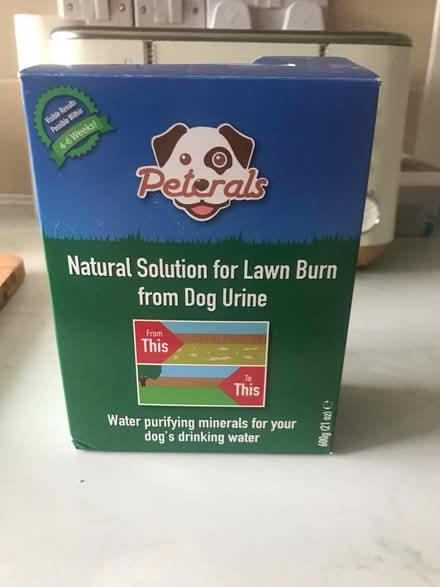 Visible Results
Possible Within
4-6 Weeks!
Peterals
Natural Solution for Lawn Burn
from Dog Urine
From
This
To
This
Water purifying minerals for your
dog's drinking water
600g (21 oz) ℮